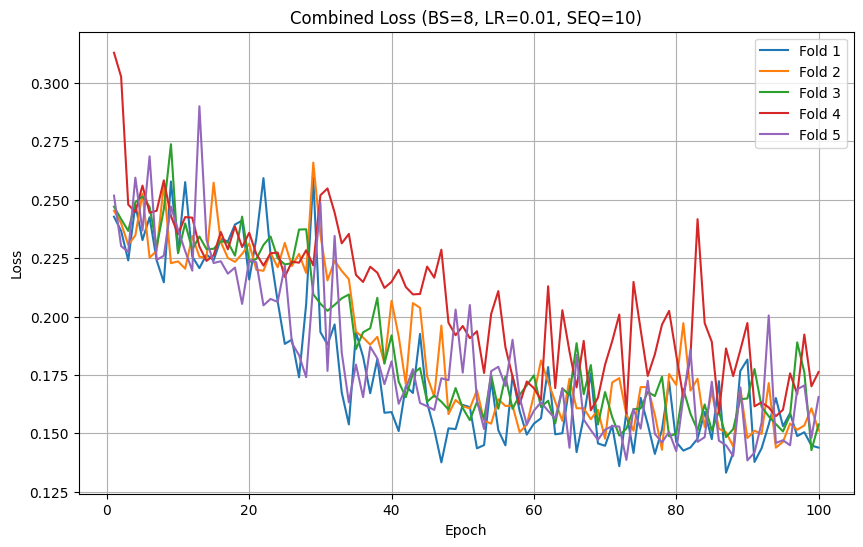 Combined Loss (BS=8, LR=0.01, SEQ=10)
Fold 1
Fold 2
Fold 3
Fold 4
Fold 5
0.300
0.275
0.250
0.225
0.200
0.175
0.150
0.125
Loss
0 20 40 60 80 100
Epoch